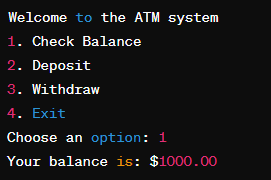 Welcome to the ATM system
1. Check Balance
2. Deposit
3. Withdraw
4. Exit
Choose an option: 1
Your balance is: $1000.00